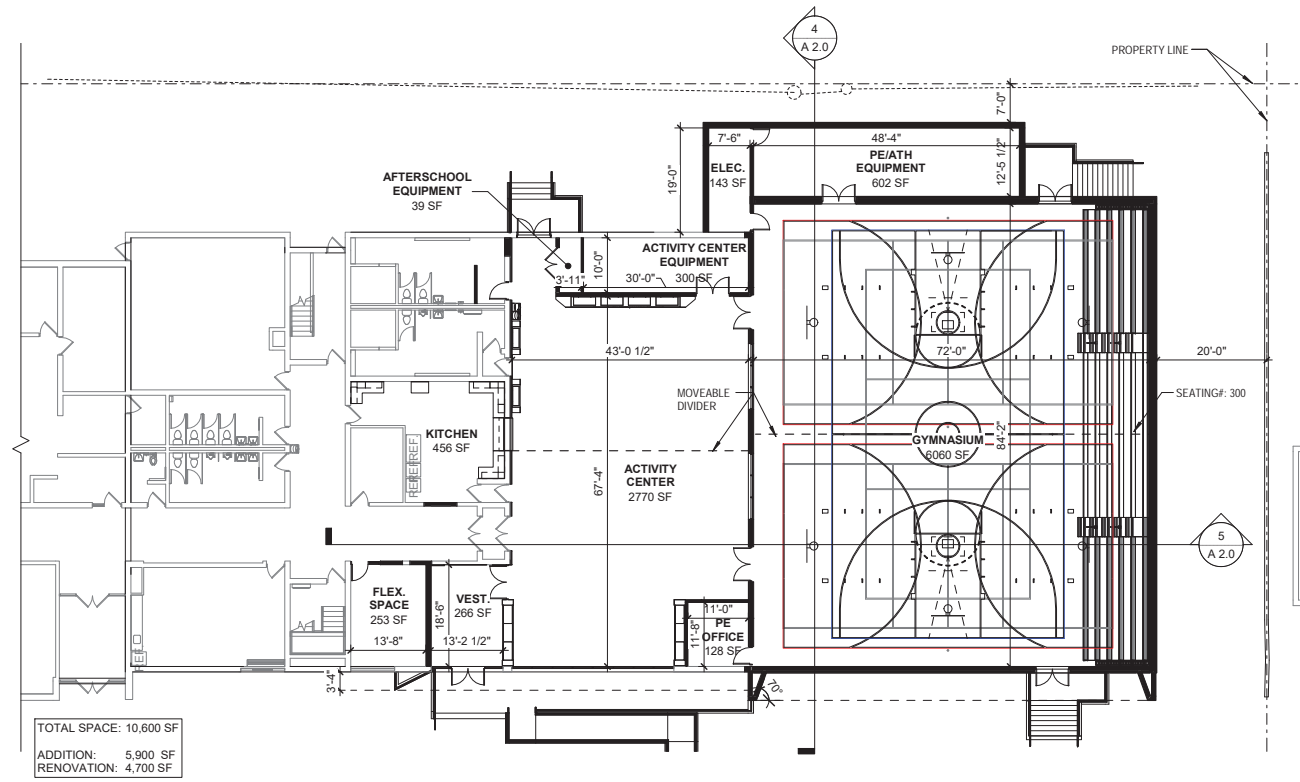 4
A 2.0
PROPERTY LINE
7'-0"
7'-6"
48'-4"
ELEC.
143 SF
PE/ATH
EQUIPMENT
602 SF
12'-5 1/2"
19'-0"
AFTERSCHOOL
EQUIPMENT
39 SF
ACTIVITY CENTER
EQUIPMENT
300 SF
10'-0"
3'-11"
30'-0"
43'-0 1/2"
72'-0"
20'-0"
MOVEABLE
DIVIDER
SEATING#: 300
KITCHEN
456 SF
REF
REF
REF
GYMNASIUM
6060 SF
84'-2"
ACTIVITY
CENTER
2770 SF
67'-4"
5
A 2.0
FLEX.
SPACE
253 SF
13'-8"
18'-6"
VEST.
266 SF
13'-2 1/2"
11'-0"
PE
OFFICE
128 SF
11'-8"
REF.
3'-4"
70°
TOTAL SPACE: 10,600 SF
ADDITION: 5,900 SF
RENOVATION: 4,700 SF